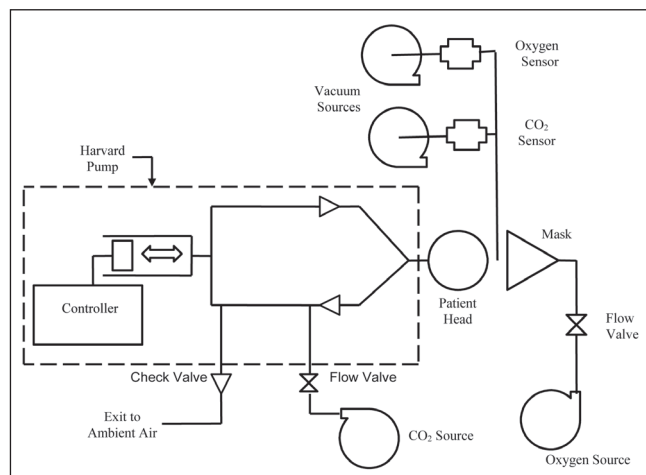 Oxygen
Sensor
Vacuum
Sources
CO₂
Sensor
Harvard
Pump
Mask
Controller
Patient
Head
Flow
Valve
Check Valve
Flow Valve
Exit to
Ambient Air
CO₂ Source
Oxygen Source